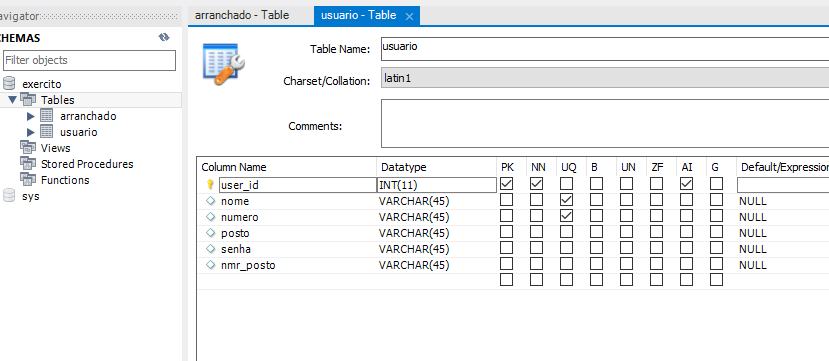 avigator:
CHEMAS
Filter objects
exercito
Tables
arranchado
usuario
Views
Stored Procedures
Functions
sys
arranchado - Table usuario - Table
Table Name: usuario
Charset/Collation: latin1
Comments:
Column Name Datatype PK NN UQ B UN ZF AI G Default/Expression
user_id INT(11)
nome VARCHAR(45) NULL
numero VARCHAR(45) NULL
posto VARCHAR(45) NULL
senha VARCHAR(45) NULL
nmr_posto VARCHAR(45) NULL